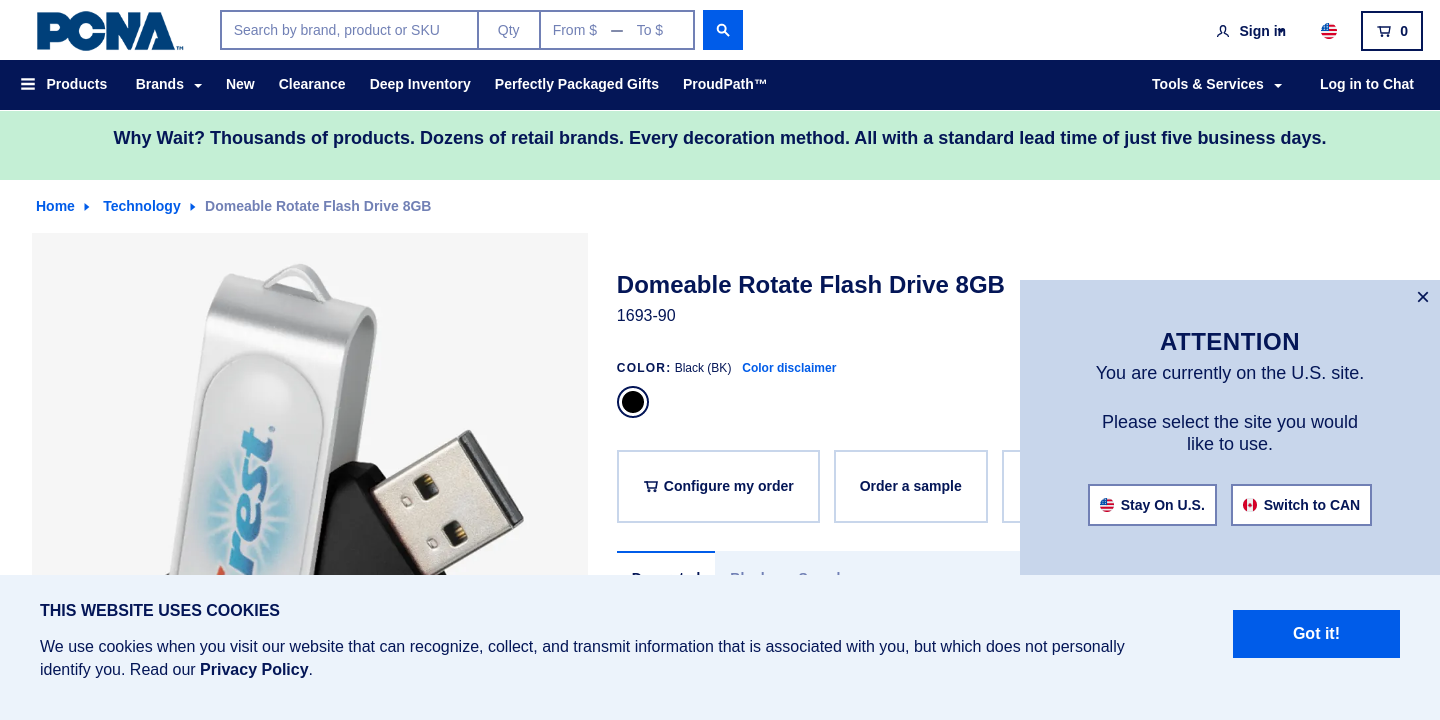 PCNA™
Search by brand, product or SKU
Qty
From $ — To $
Sign in
0
Products
Brands
New
Clearance
Deep Inventory
Perfectly Packaged Gifts
ProudPath™
Tools & Services
Log in to Chat
Why Wait? Thousands of products. Dozens of retail brands. Every decoration method. All with a standard lead time of just five business days.
Home
Technology
Domeable Rotate Flash Drive 8GB
Domeable Rotate Flash Drive 8GB
1693-90
COLOR: Black (BK) Color disclaimer
Configure my order
Order a sample
×
ATTENTION
You are currently on the U.S. site.
Please select the site you would
like to use.
Stay On U.S.
Switch to CAN
THIS WEBSITE USES COOKIES
We use cookies when you visit our website that can recognize, collect, and transmit information that is associated with you, but which does not personally
identify you. Read our Privacy Policy.
Got it!